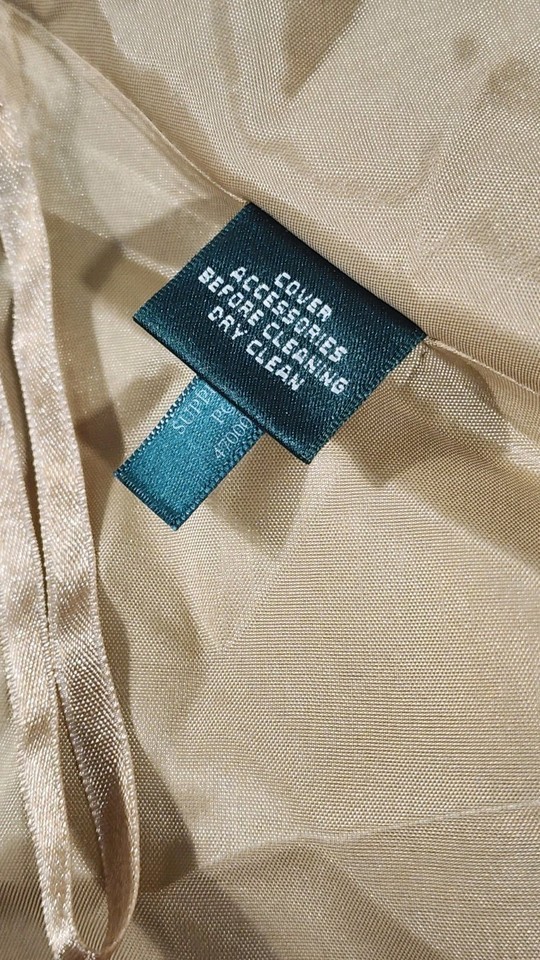 COVER
ACCESSORIES
BEFORE CLEANING
DRY CLEAN